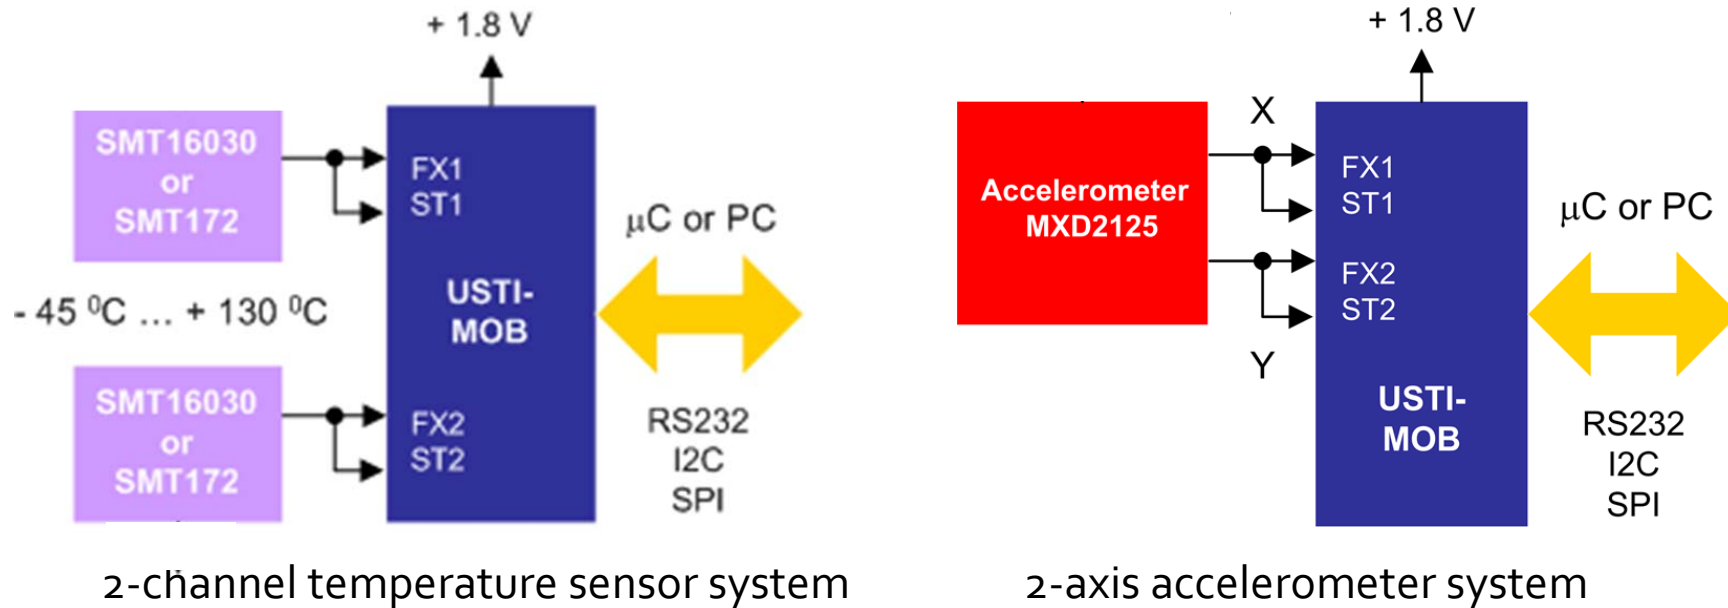 + 1.8 V
SMT16030
or
SMT172
FX1
ST1
- 45 ⁰C ... + 130 ⁰C
SMT16030
or
SMT172
FX2
ST2
USTI-
MOB
μC or PC
RS232
I2C
SPI
2-channel temperature sensor system
+ 1.8 V
Accelerometer
MXD2125
X
Y
FX1
ST1
FX2
ST2
USTI-
MOB
μC or PC
RS232
I2C
SPI
2-axis accelerometer system